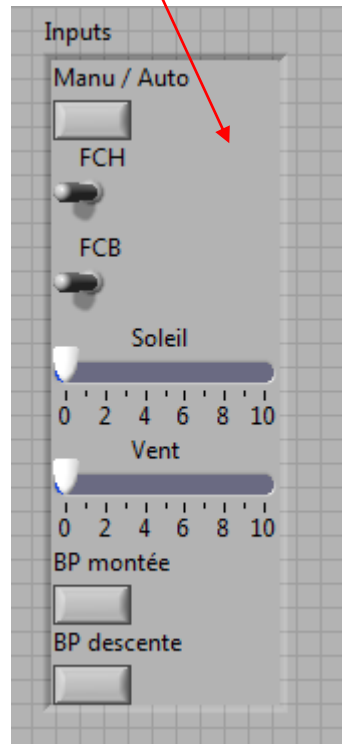 Inputs
Manu / Auto
FCH
FCB
Soleil
0 2 4 6 8 10
Vent
0 2 4 6 8 10
BP montée
BP descente